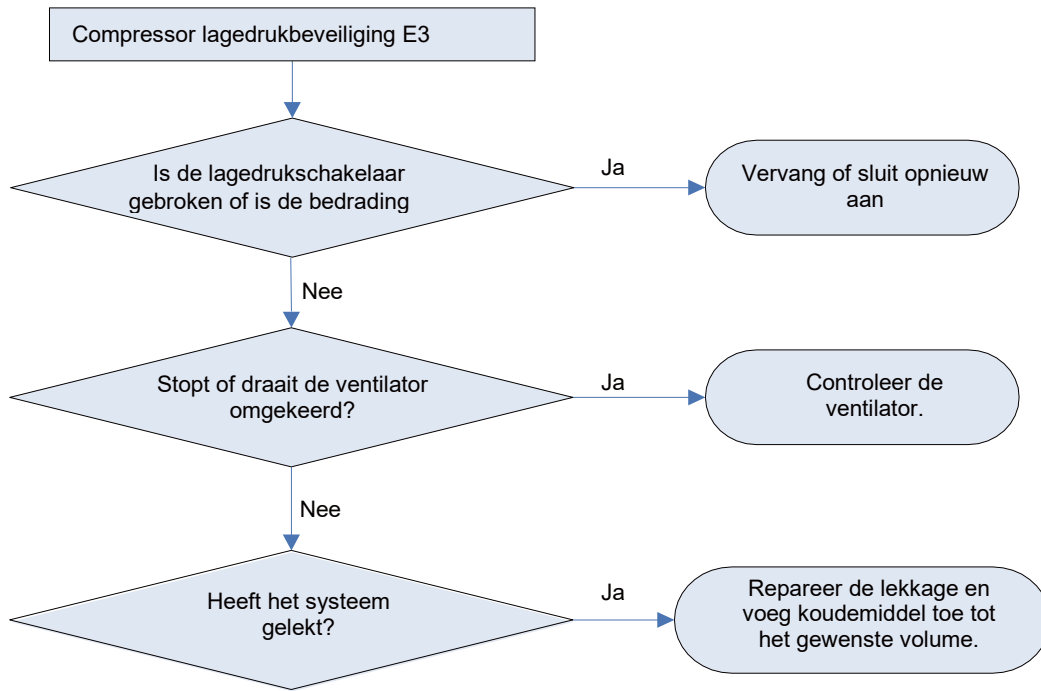 Compressor lagedrukbeveiliging E3
Is de lagedrukschakelaar
gebroken of is de bedrading
Ja
Vervang of sluit opnieuw
aan
Nee
Stopt of draait de ventilator
omgekeerd?
Ja
Controleer de
ventilator.
Nee
Heeft het systeem
gelekt?
Ja
Repareer de lekkage en
voeg koudemiddel toe tot
het gewenste volume.